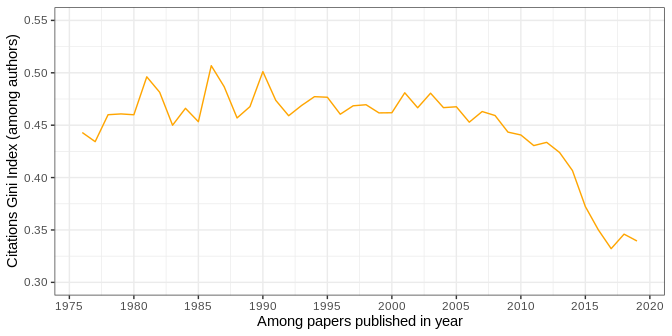 Citations Gini Index (among authors)
0.55
0.50
0.45
0.40
0.35
0.30
1975 1980 1985 1990 1995 2000 2005 2010 2015 2020
Among papers published in year